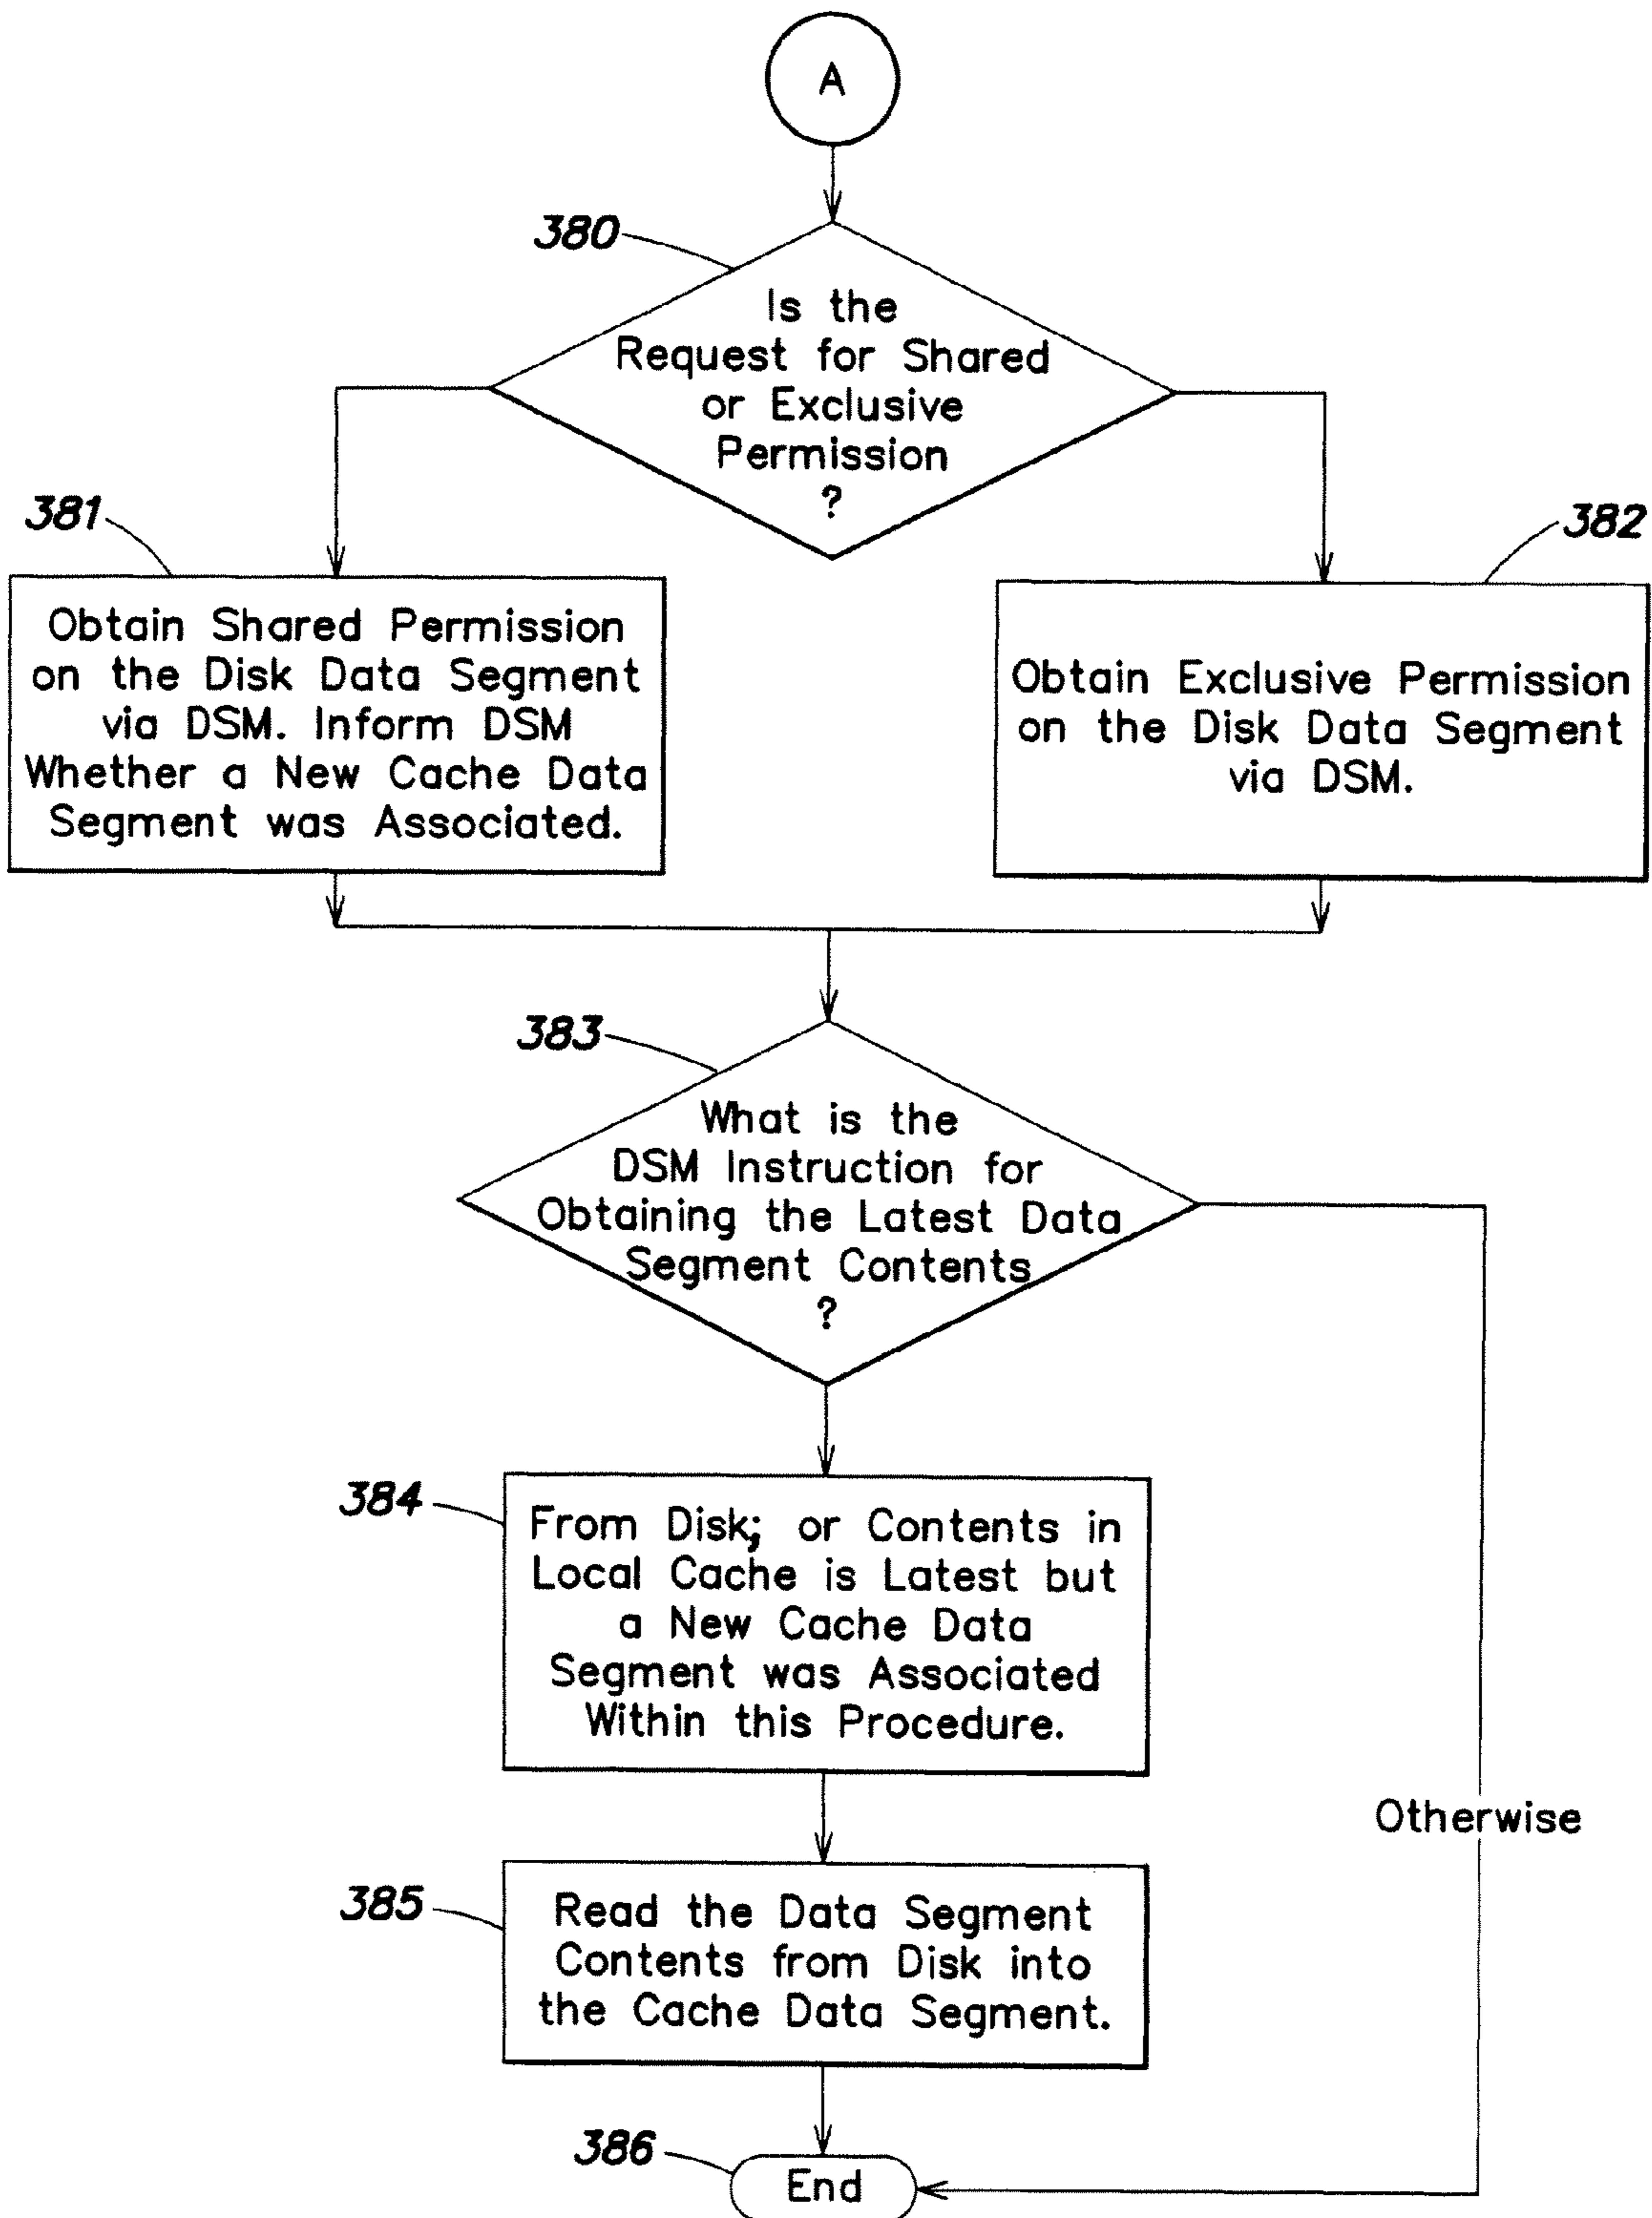 A
380
Is the
Request for Shared
or Exclusive
Permission
?
381
Obtain Shared Permission
on the Disk Data Segment
via DSM. Inform DSM
Whether a New Cache Data
Segment was Associated.
382
Obtain Exclusive Permission
on the Disk Data Segment
via DSM.
383
What is the
DSM Instruction for
Obtaining the Latest Data
Segment Contents
?
384
From Disk; or Contents in
Local Cache is Latest but
a New Cache Data
Segment was Associated
Within this Procedure.
Otherwise
385
Read the Data Segment
Contents from Disk into
the Cache Data Segment.
386
End